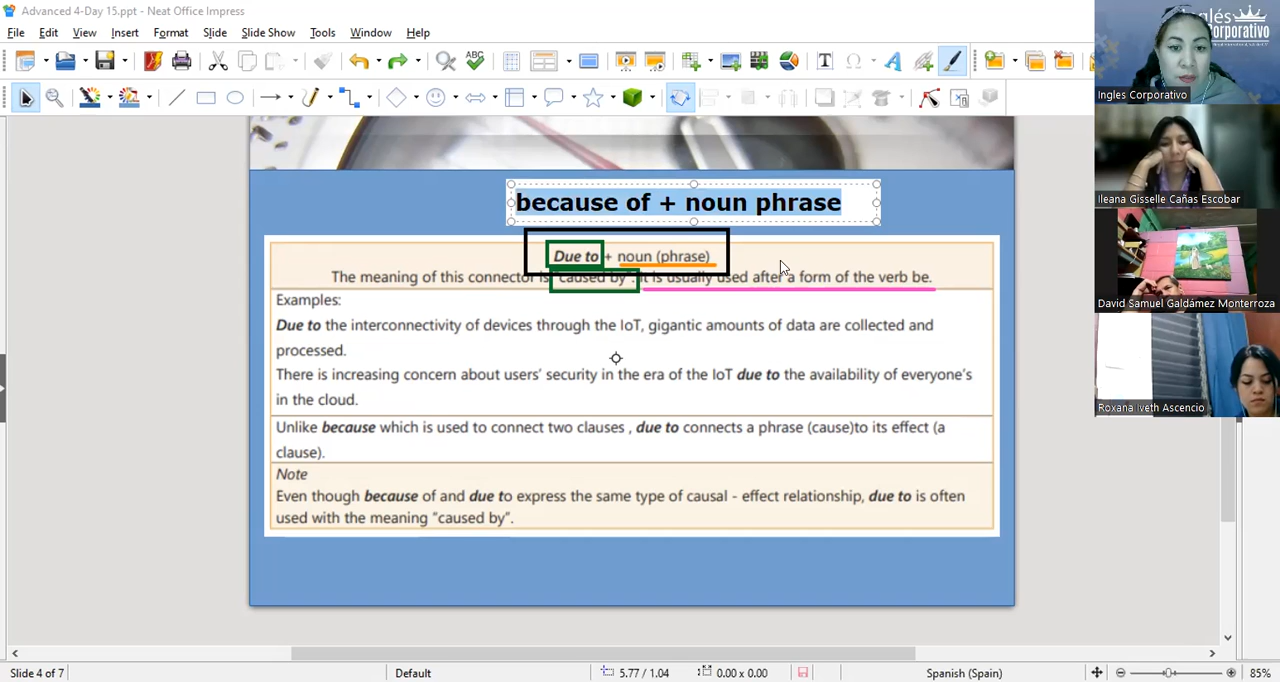 Advanced 4-Day 15.ppt - Neat Office Impress
File Edit View Insert Format Slide Slide Show Tools Window Help
because of + noun phrase
Due to + noun (phrase)
The meaning of this connector is "caused by". It is usually used after a form of the verb be.
Examples:
Due to the interconnectivity of devices through the IoT, gigantic amounts of data are collected and
processed.
There is increasing concern about users' security in the era of the IoT due to the availability of everyone's
in the cloud.
Unlike because which is used to connect two clauses , due to connects a phrase (cause)to its effect (a
clause).
Note
Even though because of and due to express the same type of causal - effect relationship, due to is often
used with the meaning "caused by".
Slide 4 of 7 Default 5.77 / 1.04 0.00 x 0.00 Spanish (Spain) 85%
Inglés
Corporativo
Ingles Corporativo
Ileana Gisselle Cañas Escobar
David Samuel Galdámez Monterroza
Roxana Iveth Ascencio